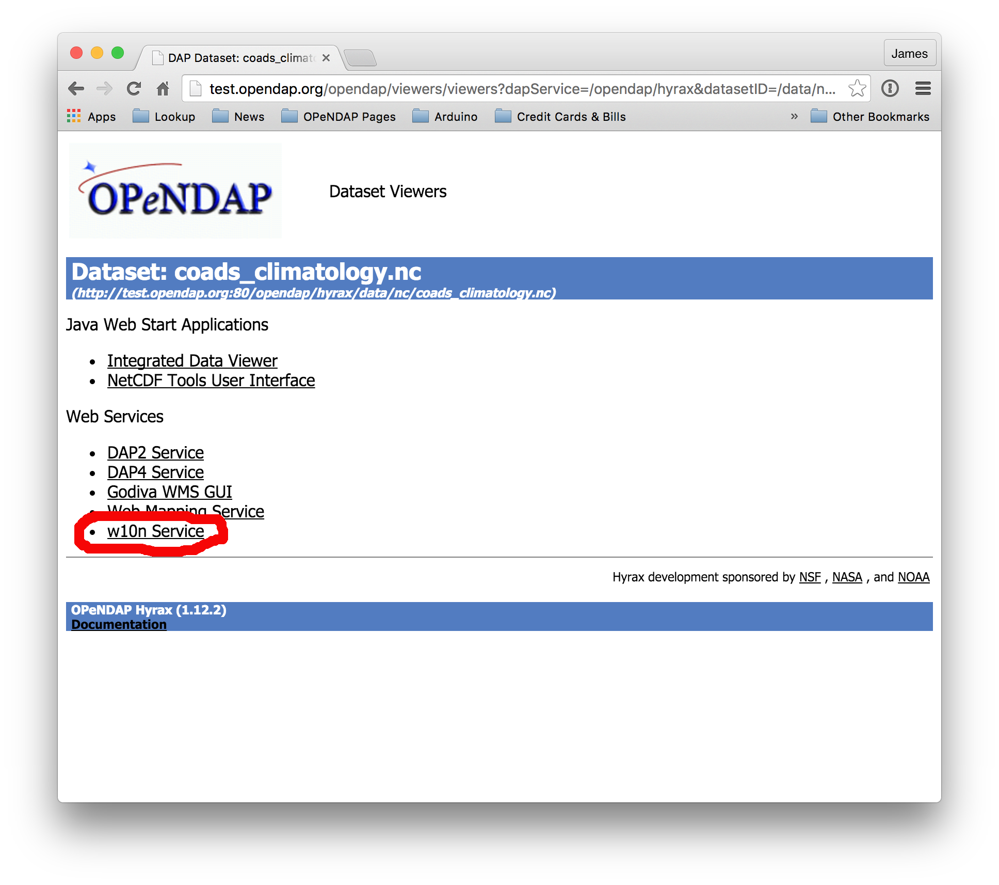 DAP Dataset: coads_climat
James
test.opendap.org/opendap/viewers/viewers?dapService=/opendap/hyrax&datasetID=/data/n...
Apps Lookup News OPeNDAP Pages Arduino Credit Cards & Bills » Other Bookmarks
OPeNDAP
Dataset Viewers
Dataset: coads_climatology.nc
(http://test.opendap.org:80/opendap/hyrax/data/nc/coads_climatology.nc)
Java Web Start Applications
• Integrated Data Viewer
• NetCDF Tools User Interface
Web Services
• DAP2 Service
• DAP4 Service
• Godiva WMS GUI
• Web Mapping Service
• w10n Service
Hyrax development sponsored by NSF , NASA , and NOAA
OPeNDAP Hyrax (1.12.2)
Documentation